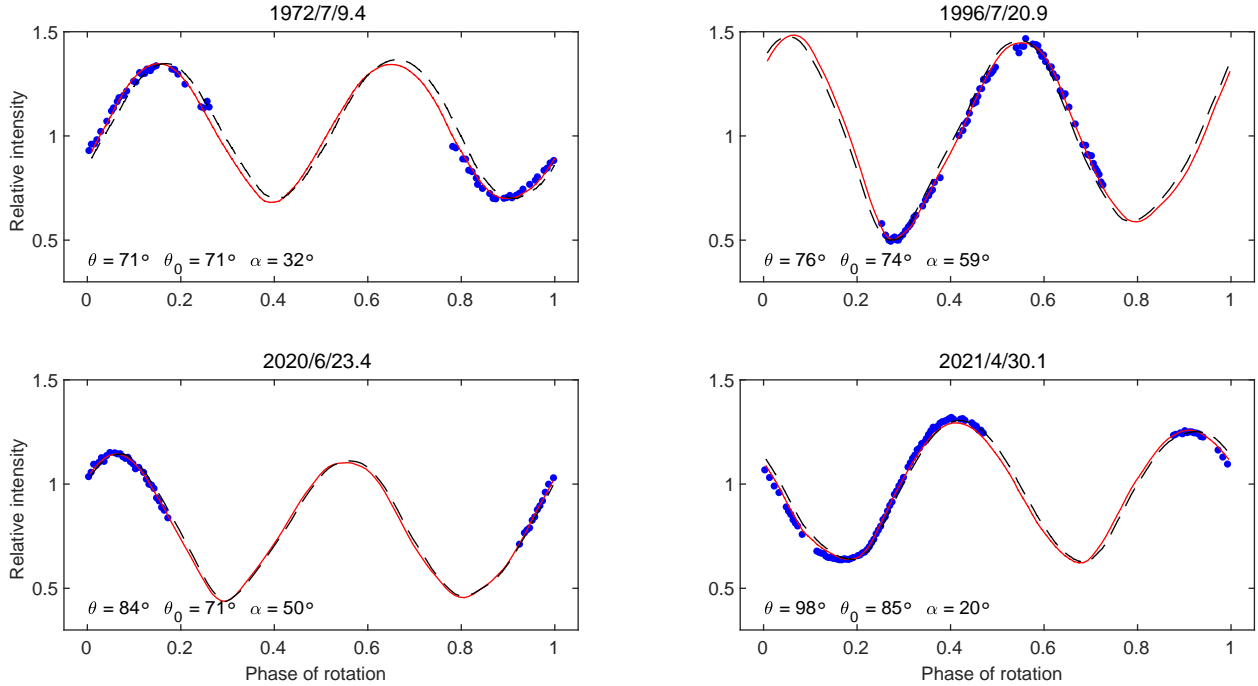 1972/7/9.4
1.5
1
0.5
Relative intensity
θ = 71° θ₀ = 71° α = 32°
0 0.2 0.4 0.6 0.8 1
1996/7/20.9
1.5
1
0.5
θ = 76° θ₀ = 74° α = 59°
0 0.2 0.4 0.6 0.8 1
2020/6/23.4
1.5
1
0.5
Relative intensity
θ = 84° θ₀ = 71° α = 50°
0 0.2 0.4 0.6 0.8 1
Phase of rotation
2021/4/30.1
1.5
1
0.5
θ = 98° θ₀ = 85° α = 20°
0 0.2 0.4 0.6 0.8 1
Phase of rotation